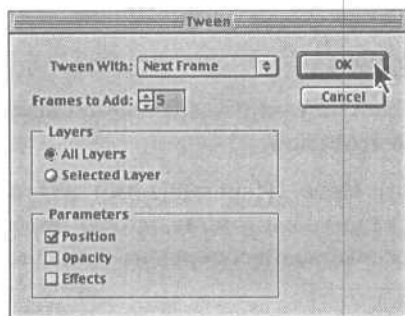 Tween
Tween With: Next Frame
OK
Frames to Add: 5
Cancel
Layers
All Layers
Selected Layer
Parameters
Position
Opacity
Effects